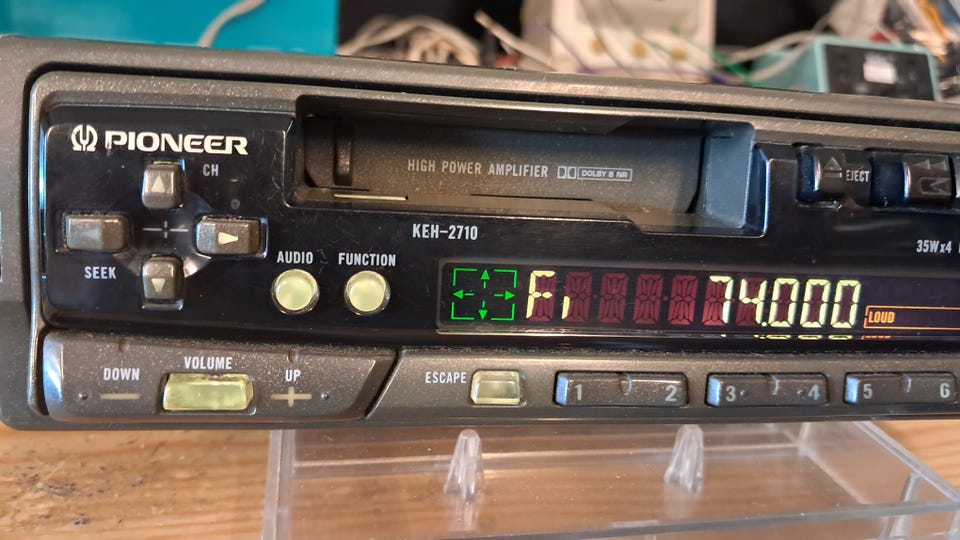 PIONEER
CH
HIGH POWER AMPLIFIER DOLBY B NR
EJECT
SEEK
KEH-2710
35Wx4
AUDIO FUNCTION
Fi 74.000
LOUD
DOWN VOLUME UP
ESCAPE 1 2 3 4 5 6